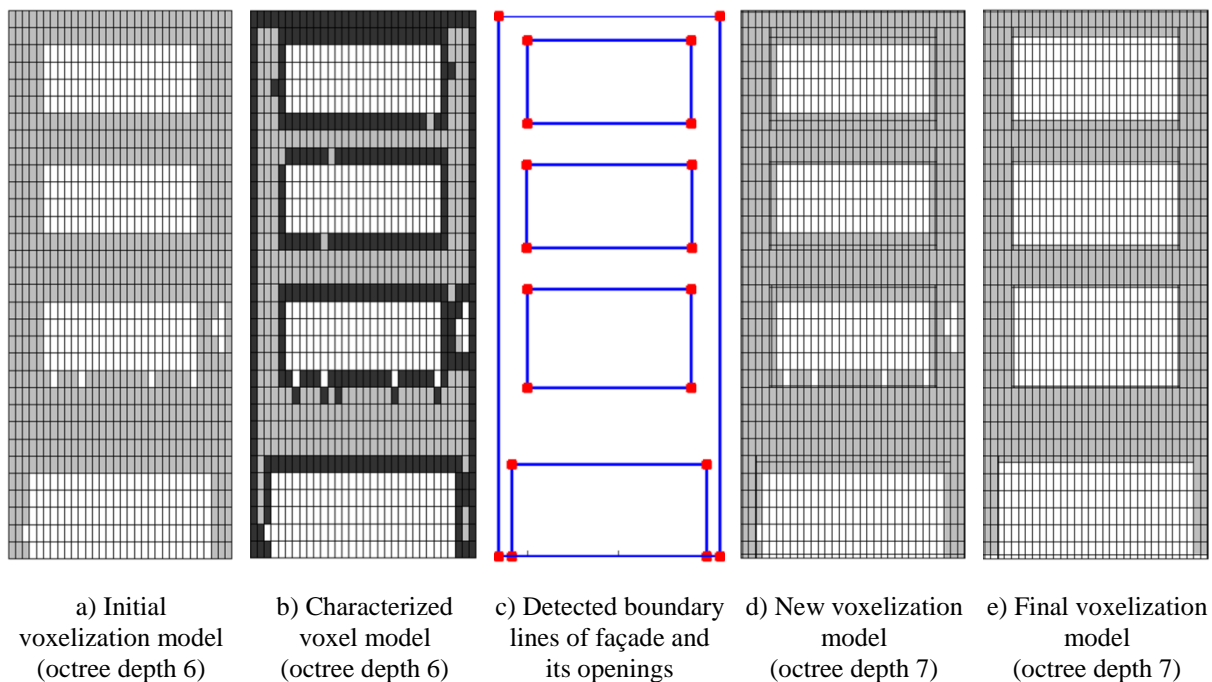 a) Initial
voxelization model
(octree depth 6)
b) Characterized
voxel model
(octree depth 6)
c) Detected boundary
lines of façade and
its openings
d) New voxelization
model
(octree depth 7)
e) Final voxelization
model
(octree depth 7)